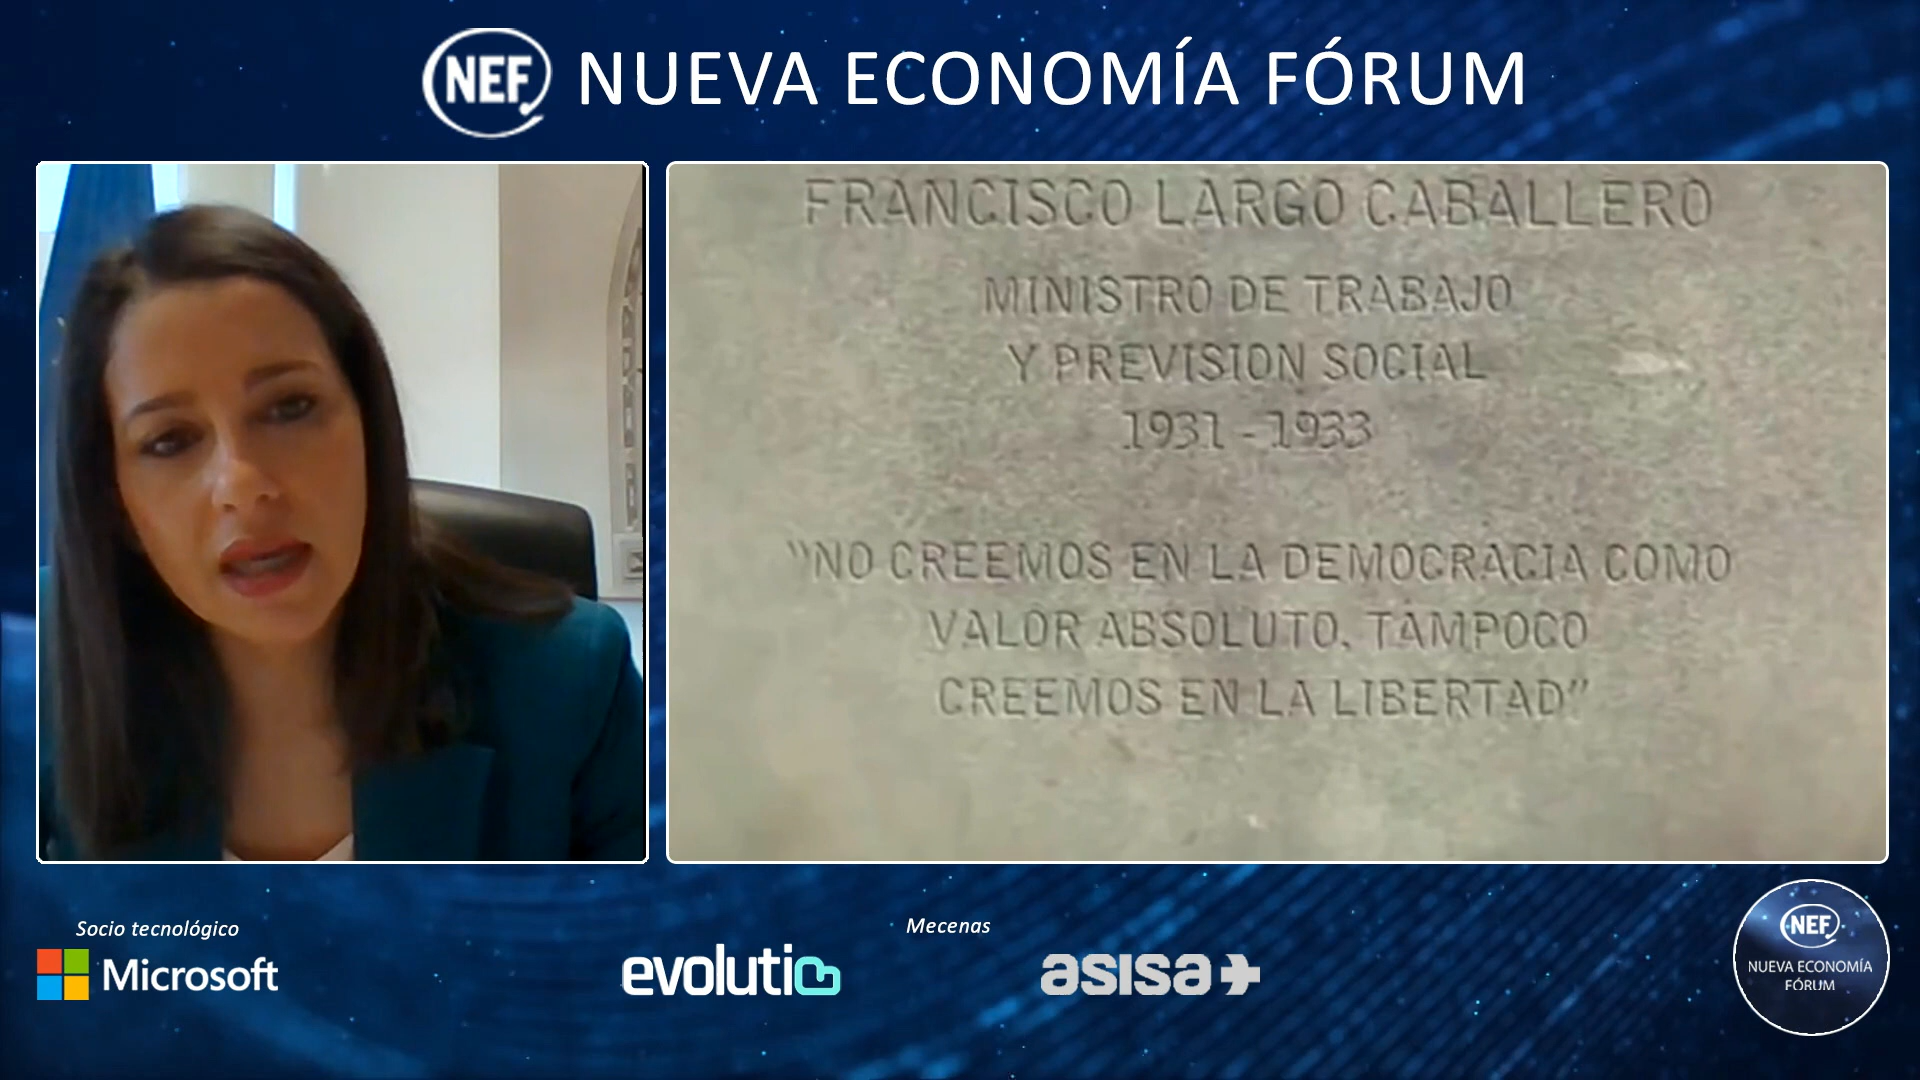 NEF
NUEVA ECONOMÍA FÓRUM
FRANCISCO LARGO CABALLERO
MINISTRO DE TRABAJO
Y PREVISION SOCIAL
1931 - 1933
"NO CREEMOS EN LA DEMOCRACIA COMO
VALOR ABSOLUTO. TAMPOCO
CREEMOS EN LA LIBERTAD"
Socio tecnológico
Microsoft
evolutio
Mecenas
asisa
NEF
NUEVA ECONOMÍA
FÓRUM